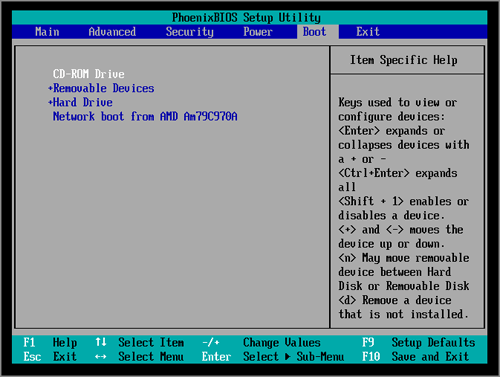 PhoenixBIOS Setup Utility
Main Advanced Security Power Boot Exit
CD-ROM Drive
+Removable Devices
+Hard Drive
Network boot from AMD Am79C970A
Item Specific Help
Keys used to view or
configure devices:
<Enter> expands or
collapses devices with
a + or -
<Ctrl+Enter> expands
all
<Shift + 1> enables or
disables a device.
<+> and <-> moves the
device up or down.
<n> May move removable
device between Hard
Disk or Removable Disk
<d> Remove a device
that is not installed.
F1 Help ↑↓ Select Item -/+ Change Values F9 Setup Defaults
Esc Exit ↔ Select Menu Enter Select ▶ Sub-Menu F10 Save and Exit